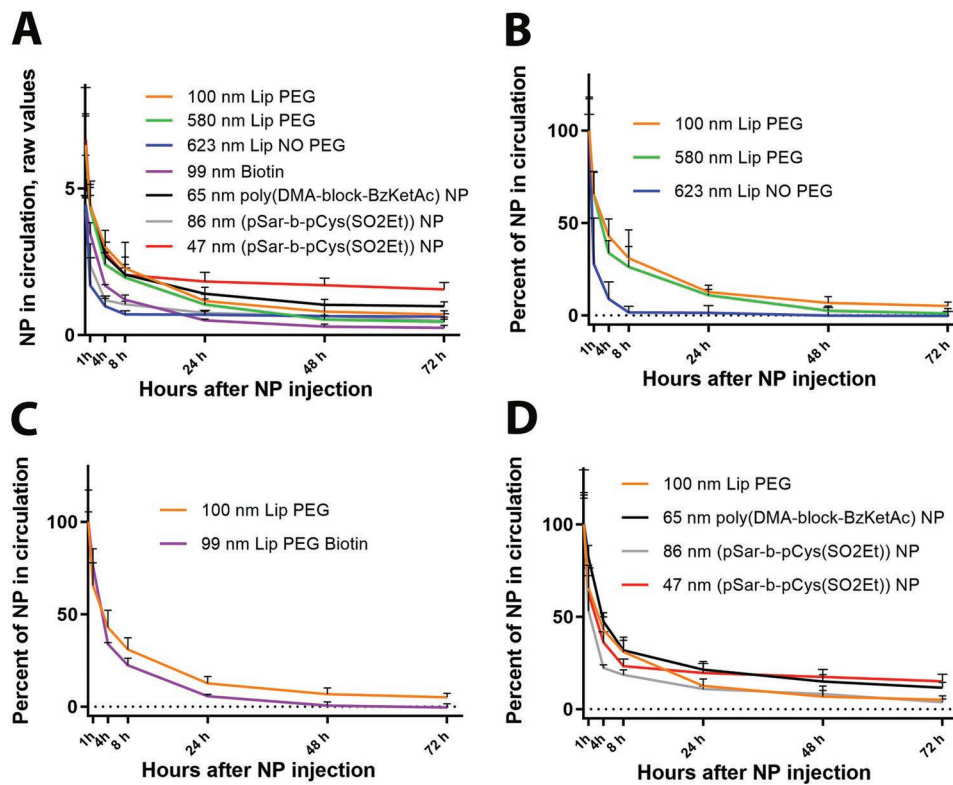 A
NP in circulation, raw values
5
0
100 nm Lip PEG
580 nm Lip PEG
623 nm Lip NO PEG
99 nm Biotin
65 nm poly(DMA-block-BzKetAc) NP
86 nm (pSar-b-pCys(SO2Et)) NP
47 nm (pSar-b-pCys(SO2Et)) NP
1h 4h 8 h 24 h 48 h 72 h
Hours after NP injection
B
Percent of NP in circulation
100
50
0
100 nm Lip PEG
580 nm Lip PEG
623 nm Lip NO PEG
1h 4h 8 h 24 h 48 h 72 h
Hours after NP injection
C
Percent of NP in circulation
100
50
0
100 nm Lip PEG
99 nm Lip PEG Biotin
1h 4h 8 h 24 h 48 h 72 h
Hours after NP injection
D
Percent of NP in circulation
100
50
0
100 nm Lip PEG
65 nm poly(DMA-block-BzKetAc) NP
86 nm (pSar-b-pCys(SO2Et)) NP
47 nm (pSar-b-pCys(SO2Et)) NP
1h 4h 8 h 24 h 48 h 72 h
Hours after NP injection